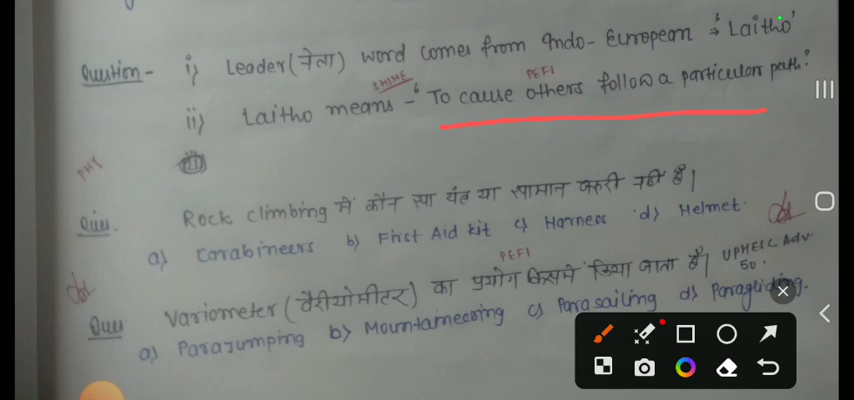 Question - i) Leader (नेता) word comes from Indo-European → 'Laitho'
SHINE PEFI
ii) Laitho means - 'To cause others follow a particular path?
PHY
Que. Rock climbing में कौन सा यंत्र या सामान जरुरी नहीं है।
a) Carabineers b) First Aid kit c) Harness d) Helmet.
PEFI UPHESC Adv. 50.
Que Variometer (वैरीयोमीटर) का प्रयोग किसमे किया जाता है।
a) Parajumping b) Mountaineering c) Parasailing d) Paragliding.